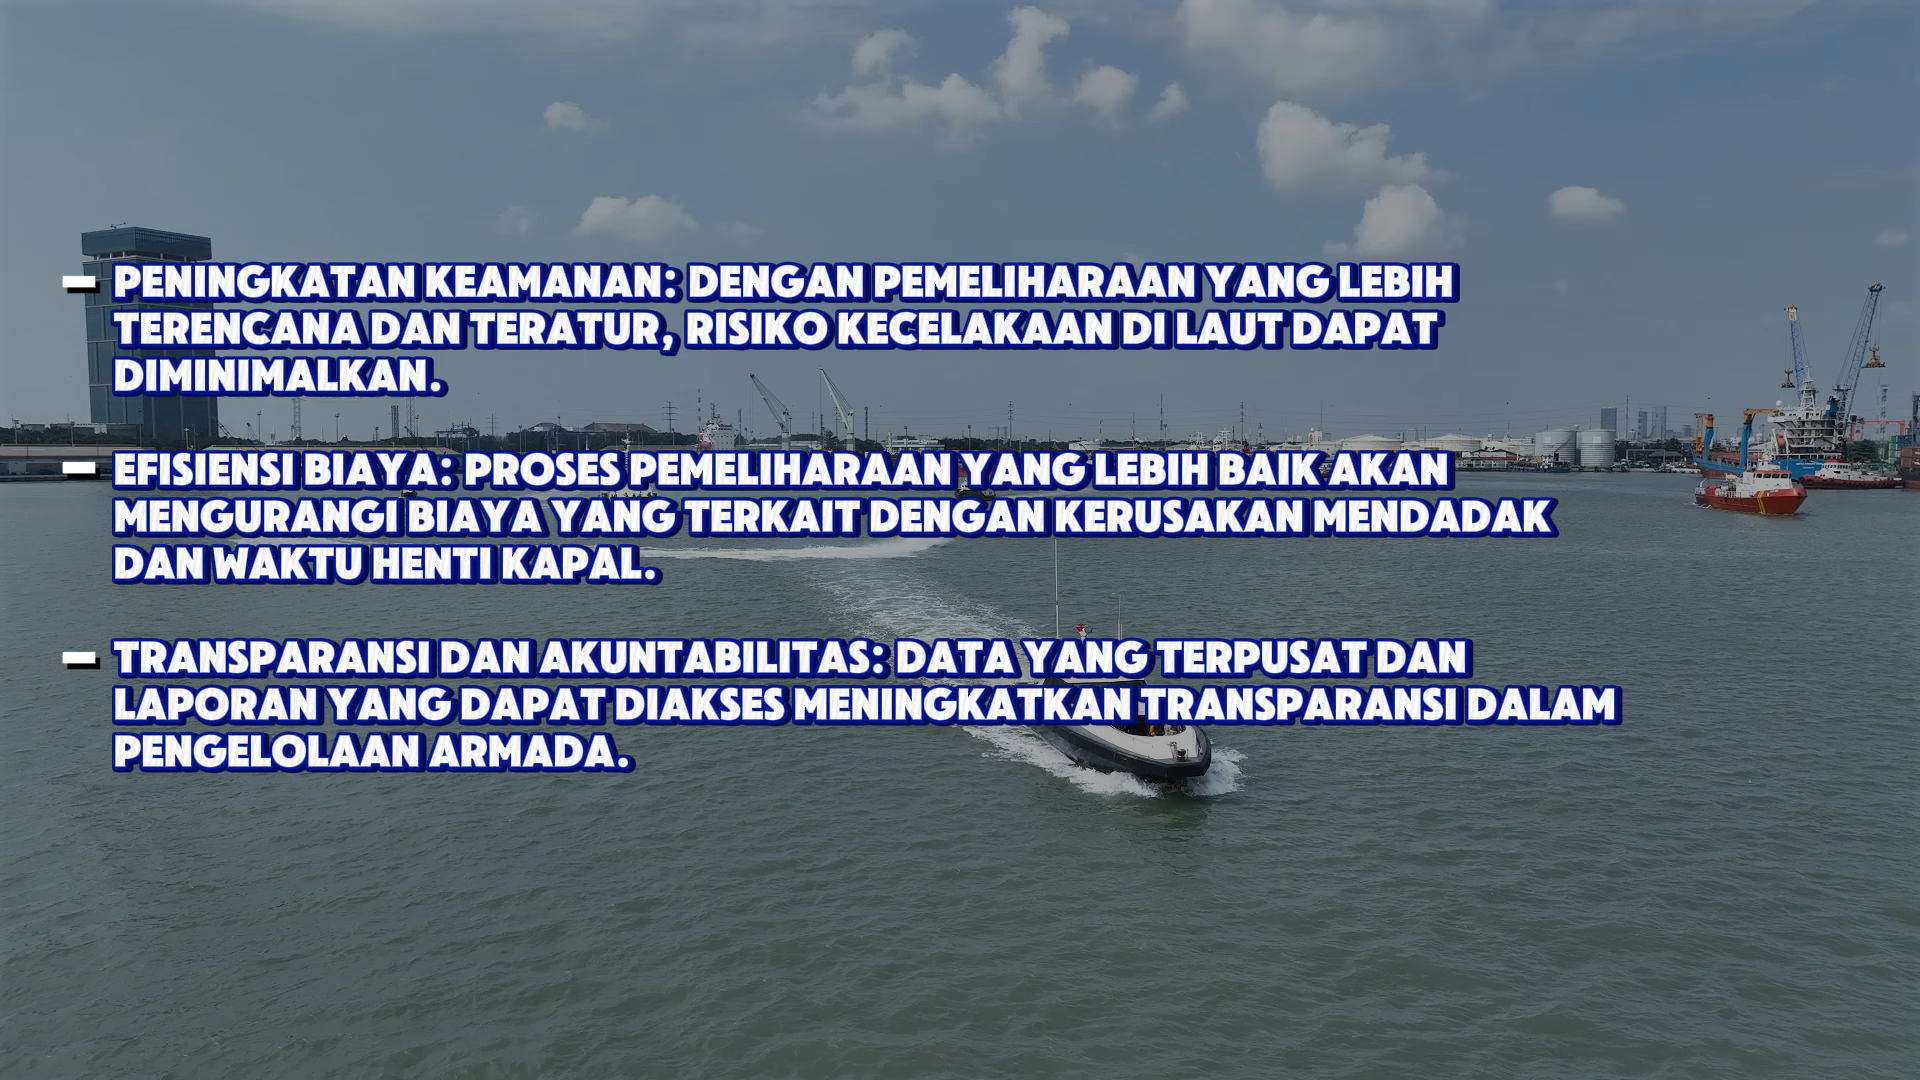 - PENINGKATAN KEAMANAN: DENGAN PEMELIHARAAN YANG LEBIH
TERENCANA DAN TERATUR, RISIKO KECELAKAAN DI LAUT DAPAT
DIMINIMALKAN.
- EFISIENSI BIAYA: PROSES PEMELIHARAAN YANG LEBIH BAIK AKAN
MENGURANGI BIAYA YANG TERKAIT DENGAN KERUSAKAN MENDADAK
DAN WAKTU HENTI KAPAL.
- TRANSPARANSI DAN AKUNTABILITAS: DATA YANG TERPUSAT DAN
LAPORAN YANG DAPAT DIAKSES MENINGKATKAN TRANSPARANSI DALAM
PENGELOLAAN ARMADA.